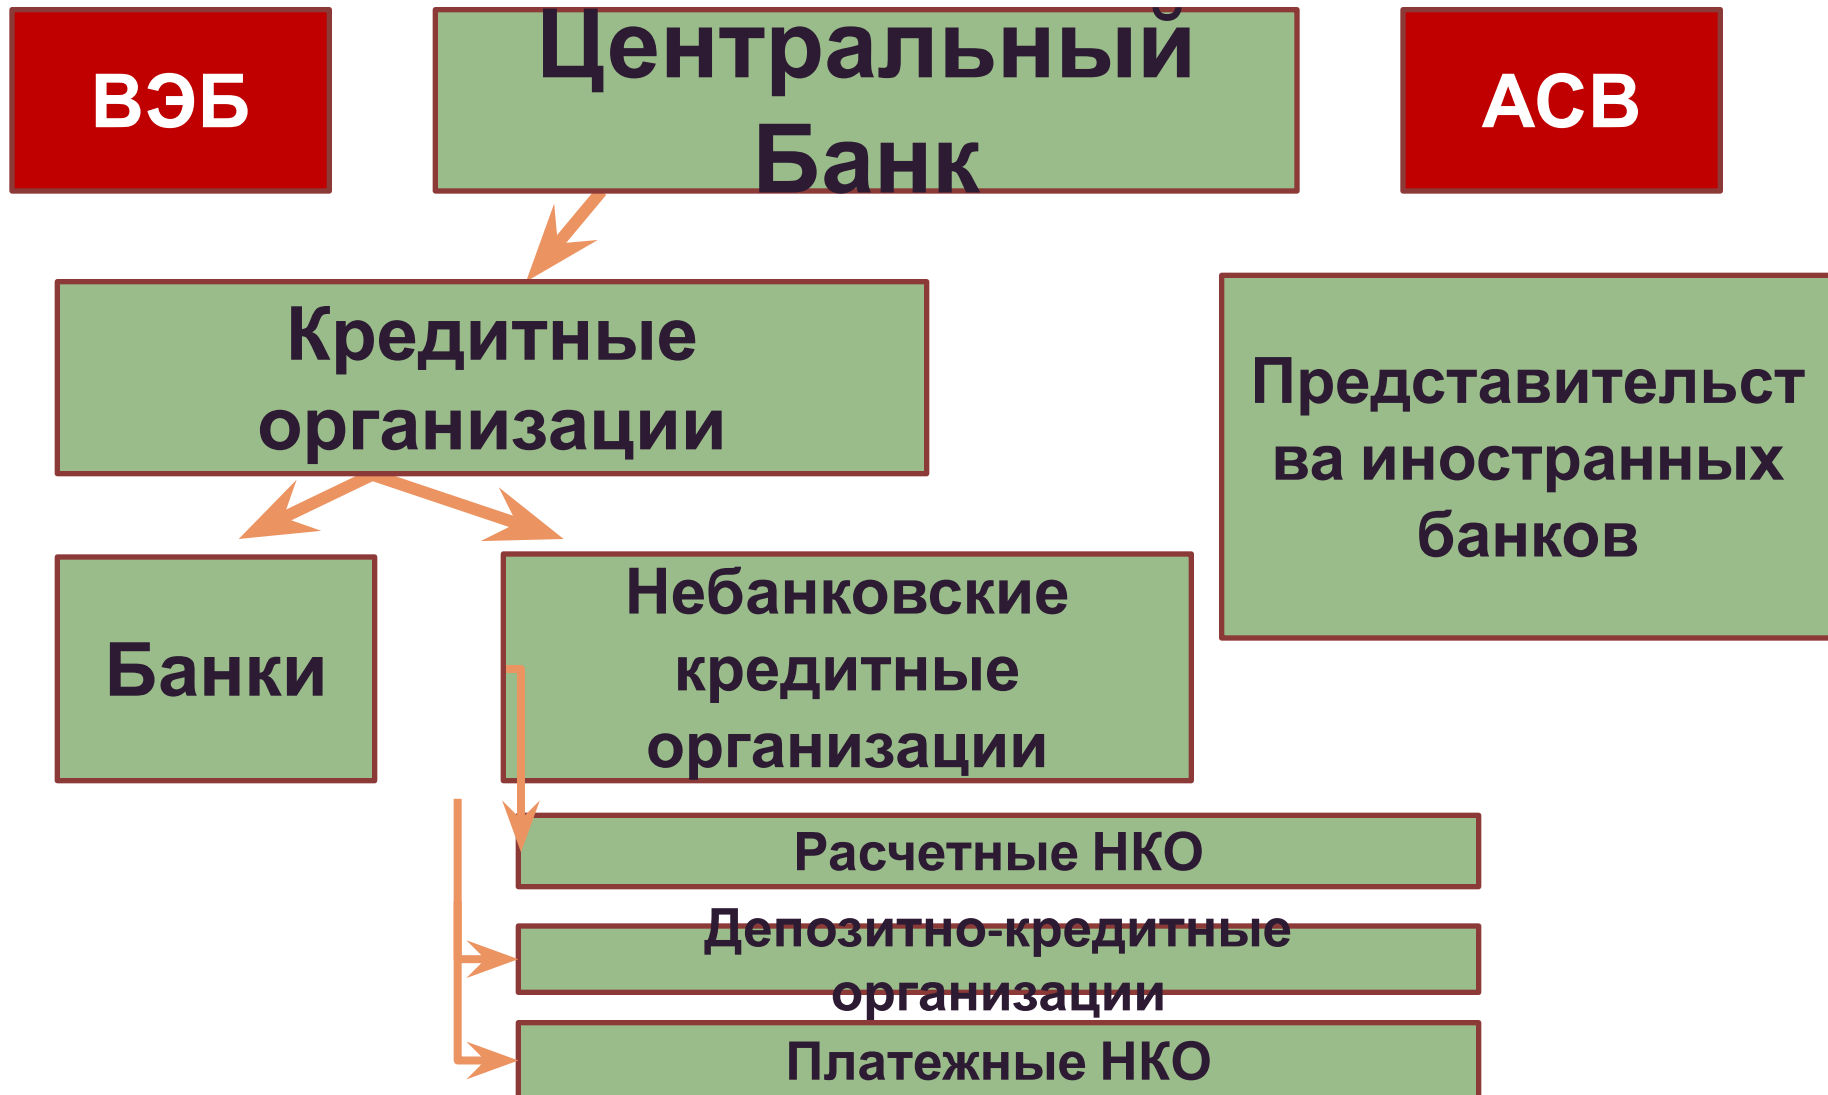 ВЭБ
Центральный
Банк
АСВ
Кредитные
организации
Представительст
ва иностранных
банков
Банки
Небанковские
кредитные
организации
Расчетные НКО
Депозитно-кредитные
организации
Платежные НКО